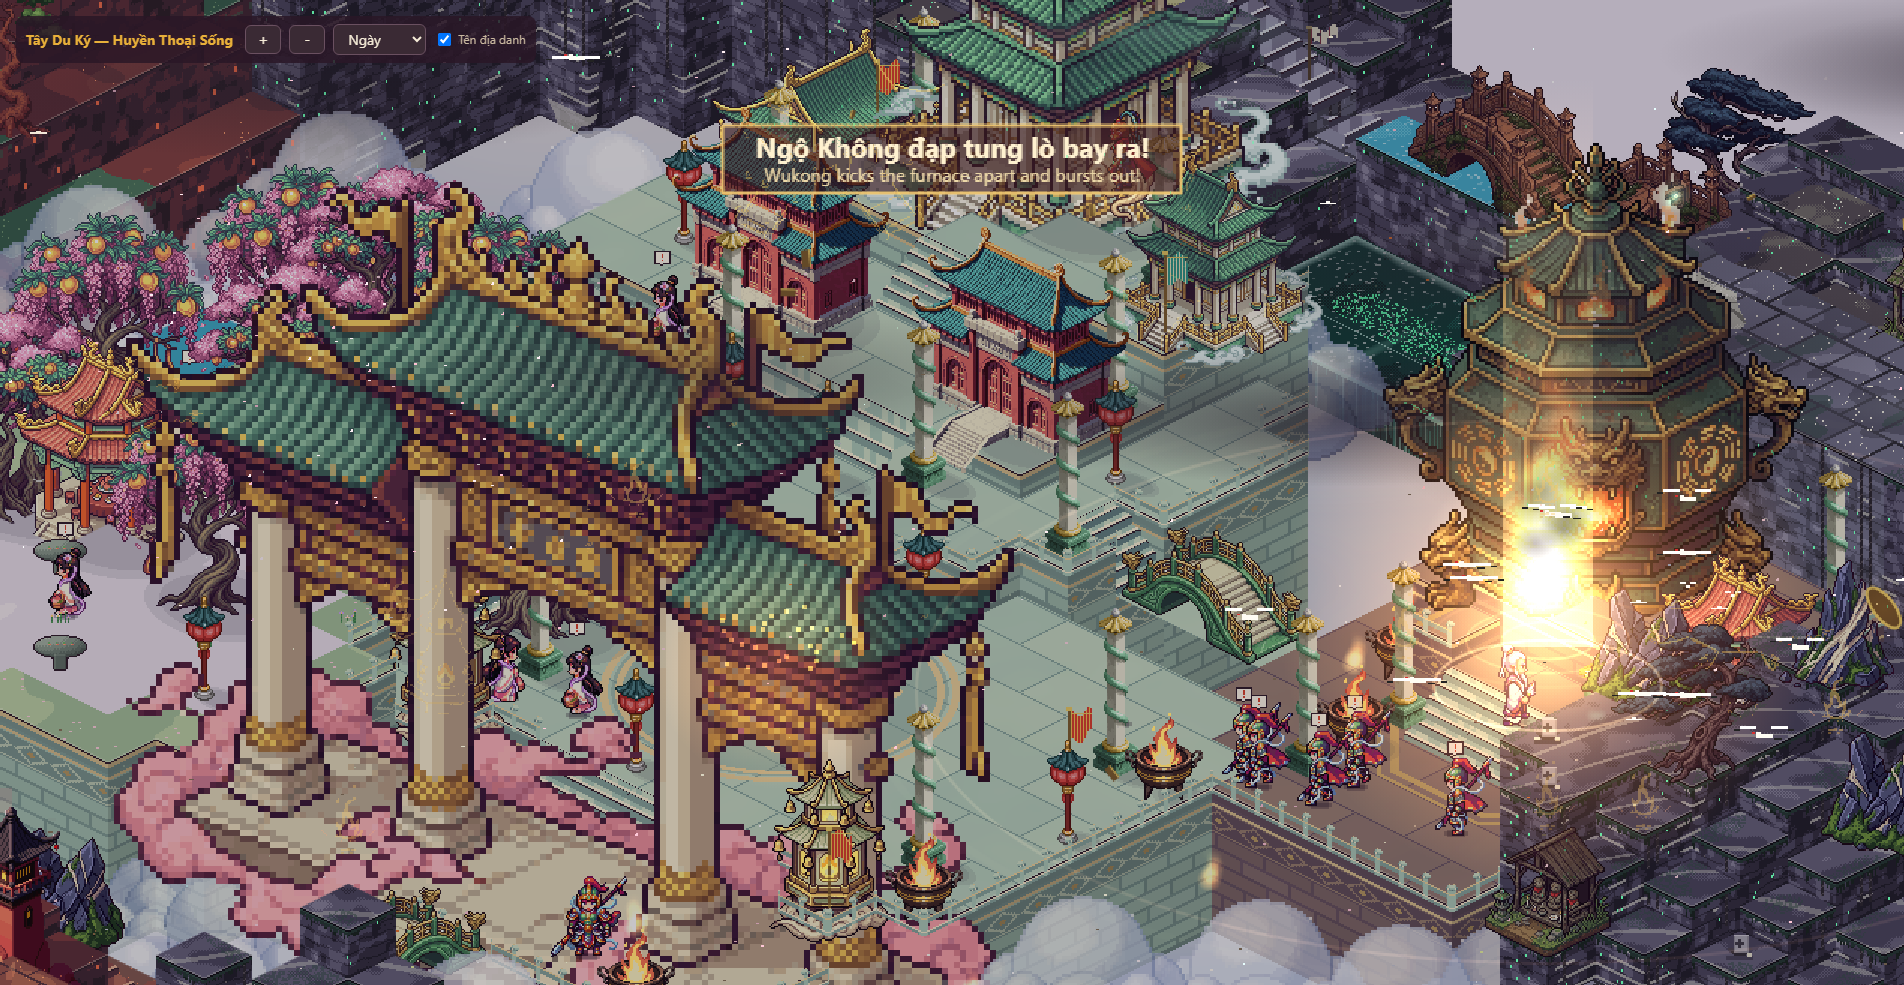 Tây Du Ký — Huyền Thoại Sống
+
-
Ngày
Tên địa danh
Ngộ Không đạp tung lò bay ra!
Wukong kicks the furnace apart and bursts out!
!
!
!
!
!
!
!